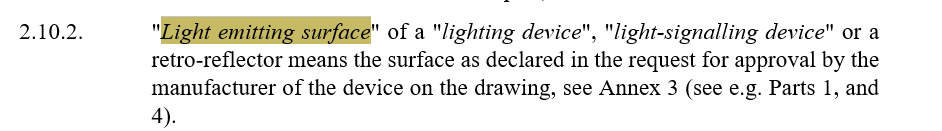 2.10.2. "Light emitting surface" of a "lighting device", "light-signalling device" or a
retro-reflector means the surface as declared in the request for approval by the
manufacturer of the device on the drawing, see Annex 3 (see e.g. Parts 1, and
4).